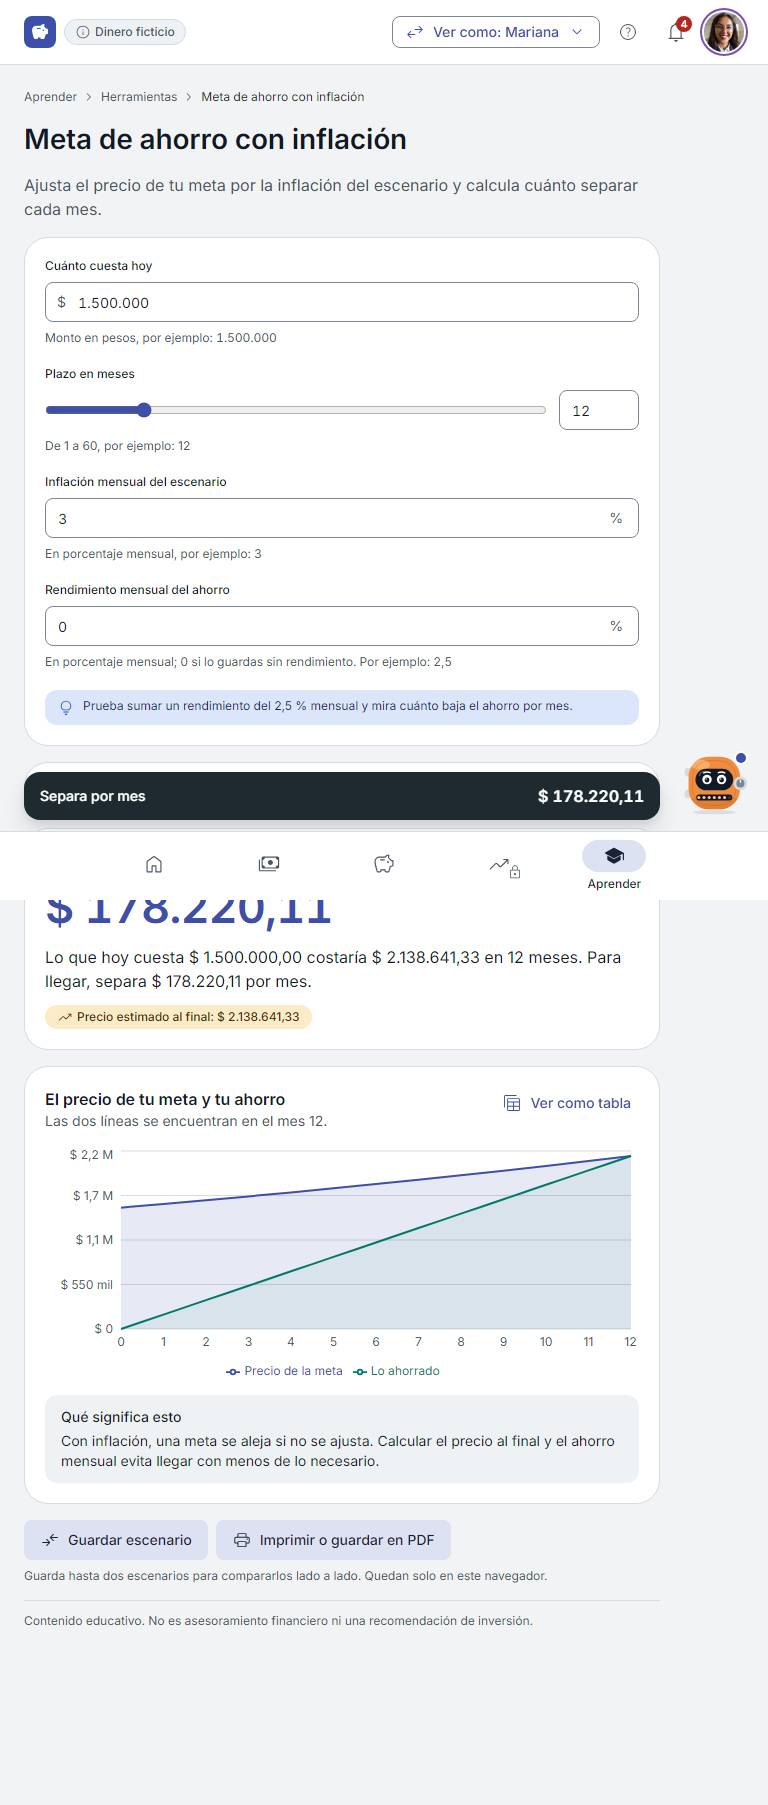 Dinero ficticio
Ver como: Mariana
4
Aprender > Herramientas > Meta de ahorro con inflación
Meta de ahorro con inflación
Ajusta el precio de tu meta por la inflación del escenario y calcula cuánto separar
cada mes.
Cuánto cuesta hoy
$ 1.500.000
Monto en pesos, por ejemplo: 1.500.000
Plazo en meses
12
De 1 a 60, por ejemplo: 12
Inflación mensual del escenario
3 %
En porcentaje mensual, por ejemplo: 3
Rendimiento mensual del ahorro
0 %
En porcentaje mensual; 0 si lo guardas sin rendimiento. Por ejemplo: 2,5
Prueba sumar un rendimiento del 2,5 % mensual y mira cuánto baja el ahorro por mes.
Separa por mes $ 178.220,11
Aprender
$ 178.220,11
Lo que hoy cuesta $ 1.500.000,00 costaría $ 2.138.641,33 en 12 meses. Para
llegar, separa $ 178.220,11 por mes.
Precio estimado al final: $ 2.138.641,33
El precio de tu meta y tu ahorro
Ver como tabla
Las dos líneas se encuentran en el mes 12.
$ 2,2 M
$ 1,7 M
$ 1,1 M
$ 550 mil
$ 0
0 1 2 3 4 5 6 7 8 9 10 11 12
Precio de la meta Lo ahorrado
Qué significa esto
Con inflación, una meta se aleja si no se ajusta. Calcular el precio al final y el ahorro
mensual evita llegar con menos de lo necesario.
Guardar escenario
Imprimir o guardar en PDF
Guarda hasta dos escenarios para compararlos lado a lado. Quedan solo en este navegador.
Contenido educativo. No es asesoramiento financiero ni una recomendación de inversión.